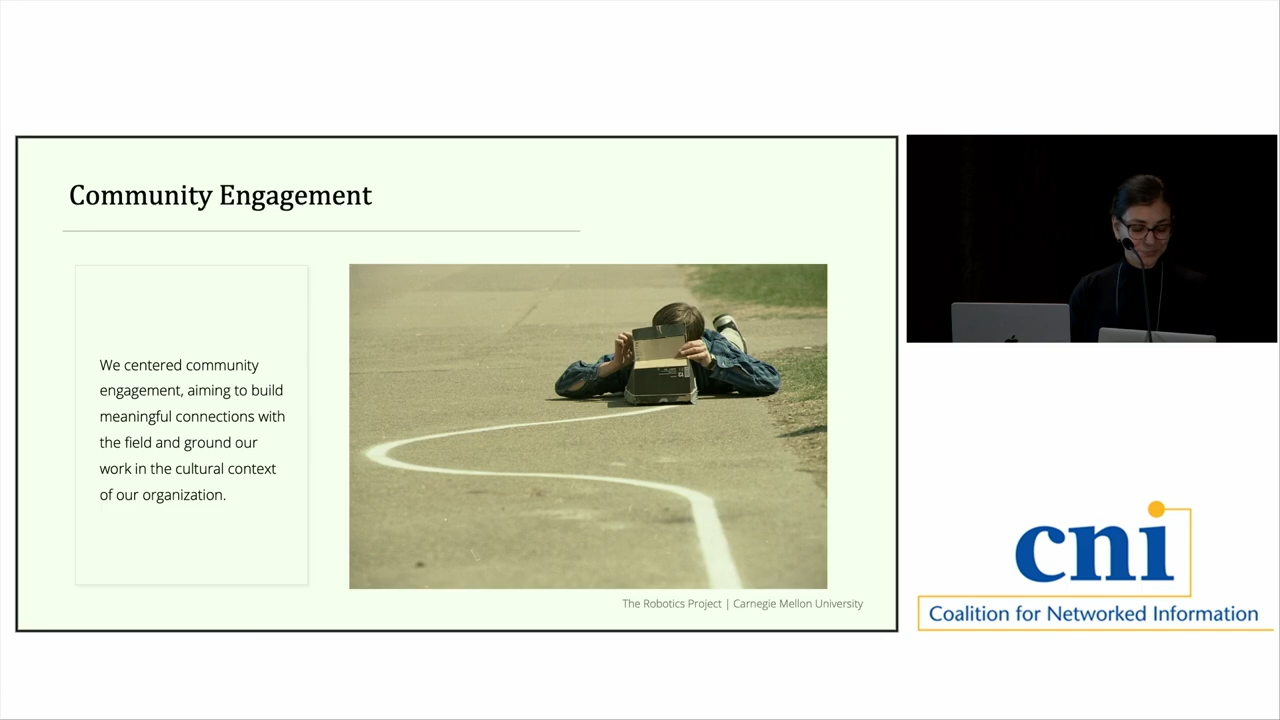 Community Engagement
We centered community
engagement, aiming to build
meaningful connections with
the field and ground our
work in the cultural context
of our organization.
The Robotics Project | Carnegie Mellon University
cni
Coalition for Networked Information